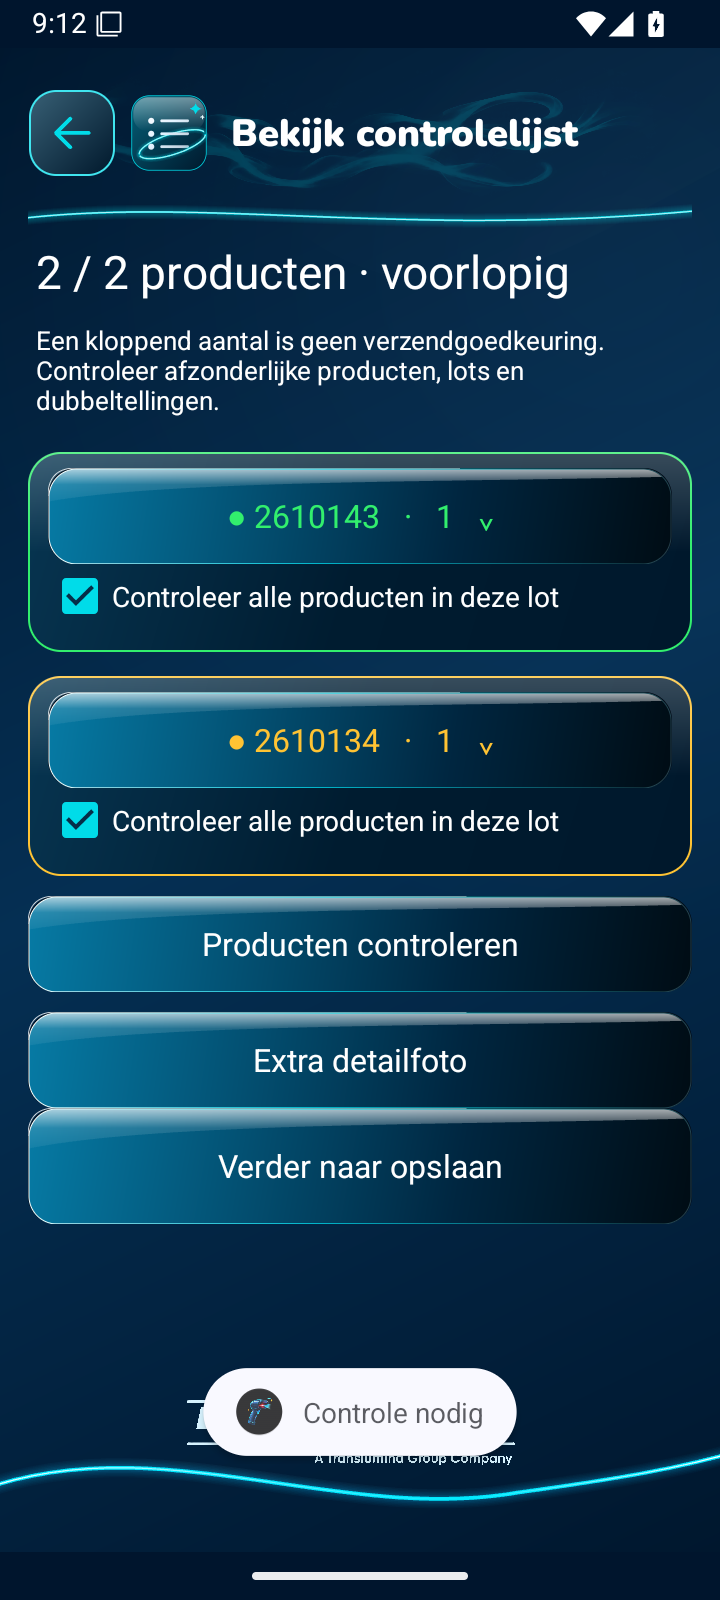 9:12
Bekijk controlelijst
2 / 2 producten · voorlopig
Een kloppend aantal is geen verzendgoedkeuring.
Controleer afzonderlijke producten, lots en
dubbeltellingen.
2610143 · 1
Controleer alle producten in deze lot
2610134 · 1
Controleer alle producten in deze lot
Producten controleren
Extra detailfoto
Verder naar opslaan
Controle nodig
A Translumind Group Company